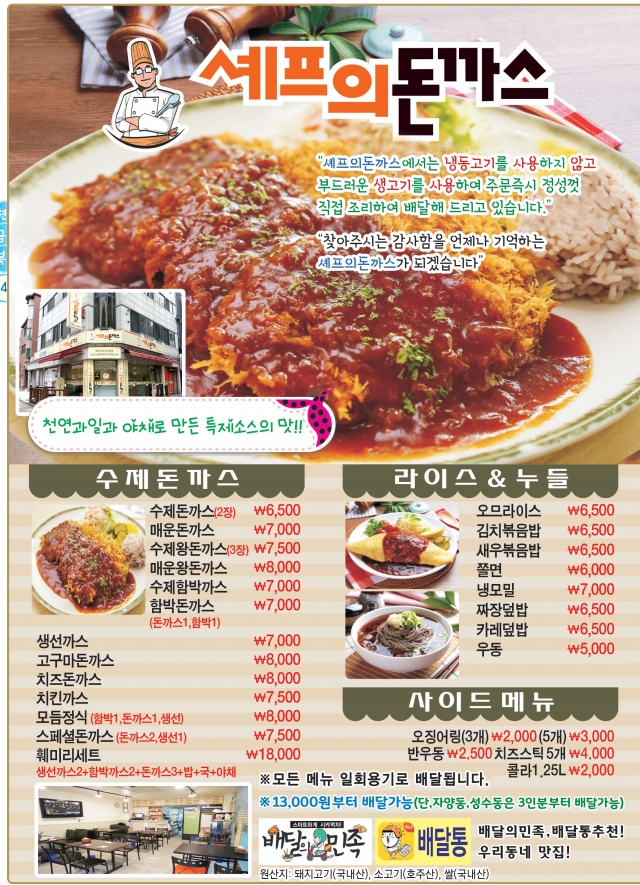 셰프의돈까스
“셰프의돈까스에서는 냉동고기를 사용하지 않고
부드러운 생고기를 사용하여 주문즉시 정성껏
직접 조리하여 배달해 드리고 있습니다.”
“찾아주시는 감사함을 언제나 기억하는
셰프의돈까스가 되겠습니다”
천연과일과 야채로 만든 특제소스의 맛!!
수제돈까스
수제돈까스(2장) ₩6,500
매운돈까스 ₩7,000
수제왕돈까스(3장) ₩7,500
매운왕돈까스 ₩8,000
수제함박까스 ₩7,000
함박돈까스 ₩7,000
(돈까스1,함박1)
생선까스 ₩7,000
고구마돈까스 ₩8,000
치즈돈까스 ₩8,000
치킨까스 ₩7,500
모듬정식 (함박1,돈까스1,생선) ₩8,000
스페셜돈까스 (돈까스2,생선1) ₩7,500
훼미리세트 ₩18,000
생선까스2+함박까스2+돈까스3+밥+국+야채
라이스&누들
오므라이스 ₩6,500
김치볶음밥 ₩6,500
새우볶음밥 ₩6,500
쫄면 ₩6,000
냉모밀 ₩7,000
짜장덮밥 ₩6,500
카레덮밥 ₩6,500
우동 ₩5,000
사이드메뉴
오징어링(3개) ₩2,000 (5개) ₩3,000
반우동 ₩2,500 치즈스틱 5개 ₩4,000
콜라1.25L ₩2,000
※모든 메뉴 일회용기로 배달됩니다.
※13,000원부터 배달가능(단,자양동,성수동은 3인분부터 배달가능)
스마트하게 시켜먹자!
배달의민족
배달통
배달의민족,배달통추천!
우리동네 맛집!
원산지: 돼지고기(국내산), 소고기(호주산), 쌀(국내산)